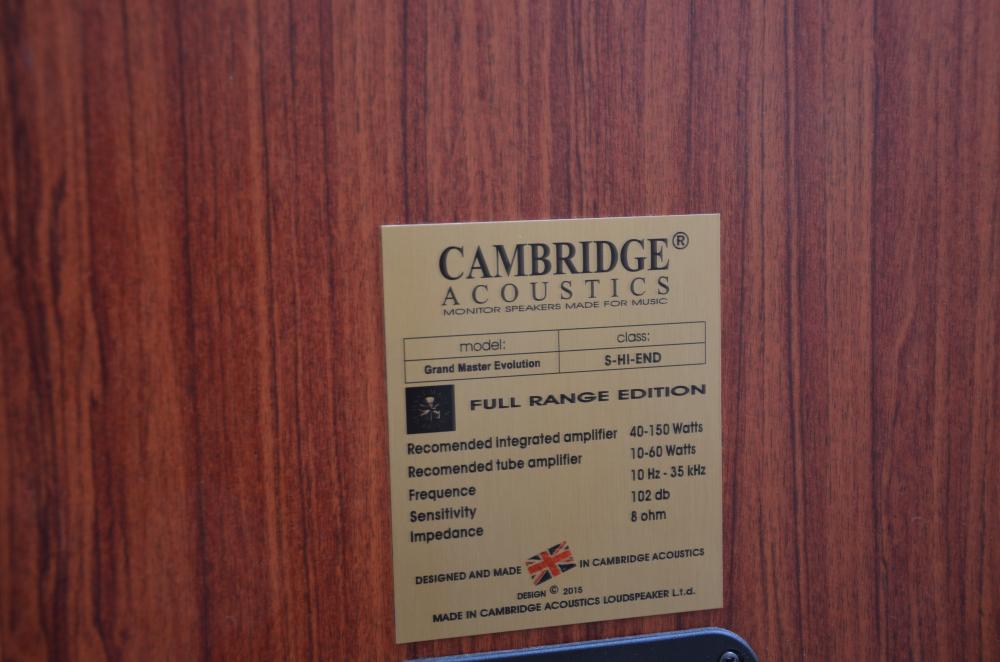 CAMBRIDGE®
ACOUSTICS
MONITOR SPEAKERS MADE FOR MUSIC
model: class:
Grand Master Evolution S-HI-END
FULL RANGE EDITION
Recomended integrated amplifier 40-150 Watts
Recomended tube amplifier 10-60 Watts
Frequence 10 Hz - 35 kHz
Sensitivity 102 db
Impedance 8 ohm
DESIGNED AND MADE IN CAMBRIDGE ACOUSTICS
DESIGN © 2015
MADE IN CAMBRIDGE ACOUSTICS LOUDSPEAKER L.t.d.